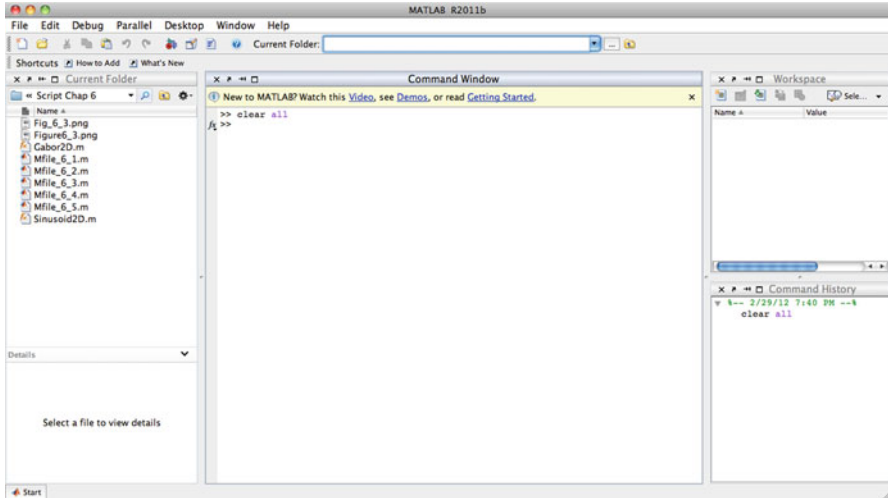 MATLAB R2011b
File Edit Debug Parallel Desktop Window Help
Current Folder:
Shortcuts How to Add What's New
Current Folder
« Script Chap 6
Name
Fig_6_3.png
Figure6_3.png
Gabor2D.m
Mfile_6_1.m
Mfile_6_2.m
Mfile_6_3.m
Mfile_6_4.m
Mfile_6_5.m
Sinusoid2D.m
Details
Select a file to view details
Start
Command Window
New to MATLAB? Watch this Video, see Demos, or read Getting Started.
>> clear all
fx >>
Workspace
Sele...
Name Value
Command History
%-- 2/29/12 7:40 PM --%
clear all